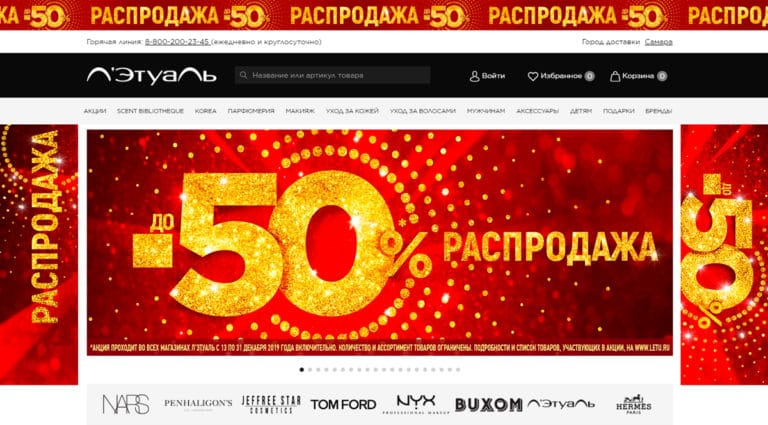 РАСПРОДАЖА ДО -50% РАСПРОДАЖА ДО -50% РАСПРОДАЖА
Горячая линия: 8-800-200-23-45 (ежедневно и круглосуточно)
Город доставки Самара
Л'ЭТУАЛЬ
Название или артикул товара
Войти
Избранное 0
Корзина 0
АКЦИИ SCENT BIBLIOTHEQUE KOREA ПАРФЮМЕРИЯ МАКИЯЖ УХОД ЗА КОЖЕЙ УХОД ЗА ВОЛОСАМИ МУЖЧИНАМ АКСЕССУАРЫ ДЕТЯМ ПОДАРКИ БРЕНДЫ
РАСПРОДАЖА
ДО
-50%* РАСПРОДАЖА
*АКЦИЯ ПРОХОДИТ ВО ВСЕХ МАГАЗИНАХ Л'ЭТУАЛЬ С 13 ПО 31 ДЕКАБРЯ 2019 ГОДА ВКЛЮЧИТЕЛЬНО. КОЛИЧЕСТВО И АССОРТИМЕНТ ТОВАРОВ ОГРАНИЧЕНЫ. ПОДРОБНОСТИ И СПИСОК ТОВАРОВ, УЧАСТВУЮЩИХ В АКЦИИ, НА WWW.LETU.RU
ДО
-50
NARS
PENHALIGON'S
JEFFREE STAR
COSMETICS
TOM FORD
NYX
PROFESSIONAL MAKEUP
BUXOM
Л'ЭТУАЛЬ
HERMÈS
PARIS